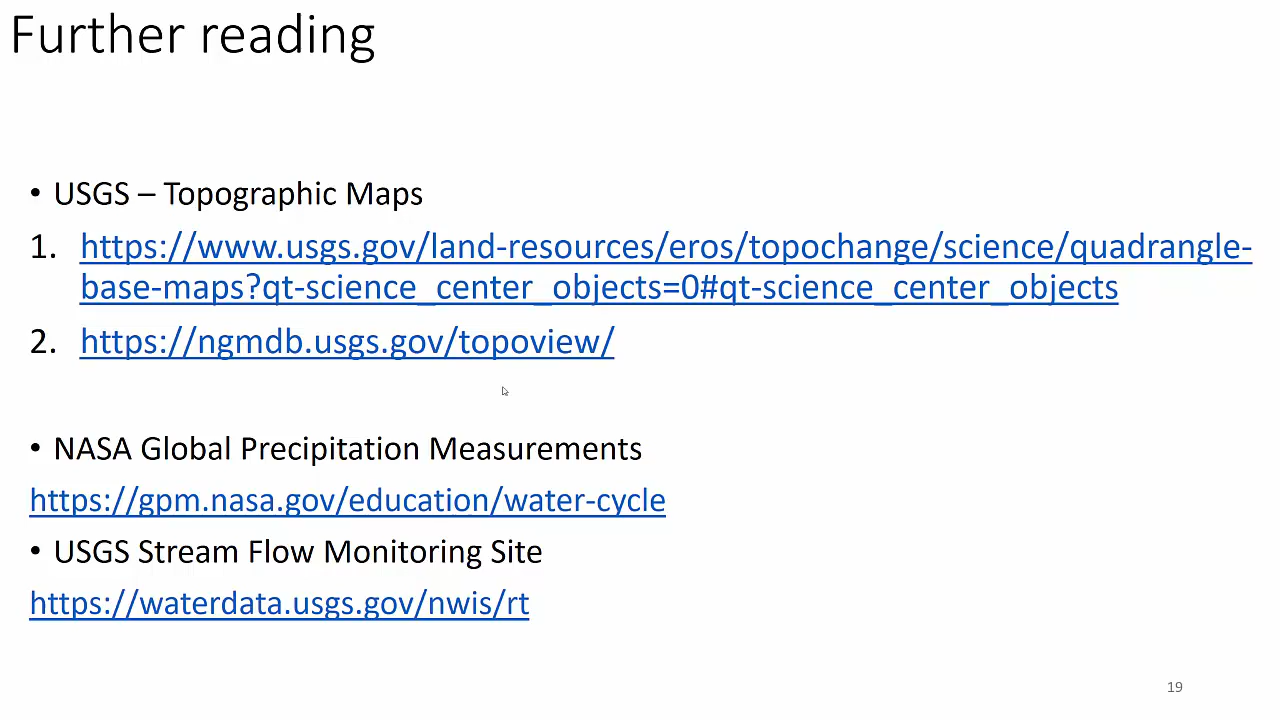 Further reading
• USGS – Topographic Maps
1. https://www.usgs.gov/land-resources/eros/topochange/science/quadrangle-
base-maps?qt-science_center_objects=0#qt-science_center_objects
2. https://ngmdb.usgs.gov/topoview/
• NASA Global Precipitation Measurements
https://gpm.nasa.gov/education/water-cycle
• USGS Stream Flow Monitoring Site
https://waterdata.usgs.gov/nwis/rt
19